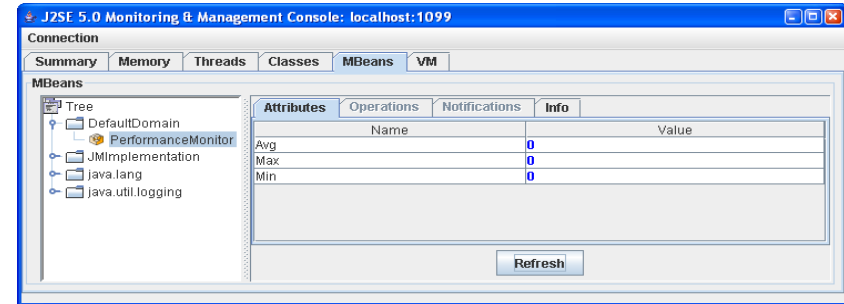 J2SE 5.0 Monitoring & Management Console: localhost:1099
Connection
Summary Memory Threads Classes MBeans VM
MBeans
Tree
DefaultDomain
PerformanceMonitor
JMImplementation
java.lang
java.util.logging
Attributes Operations Notifications Info
Name Value
Avg 0
Max 0
Min 0
Refresh